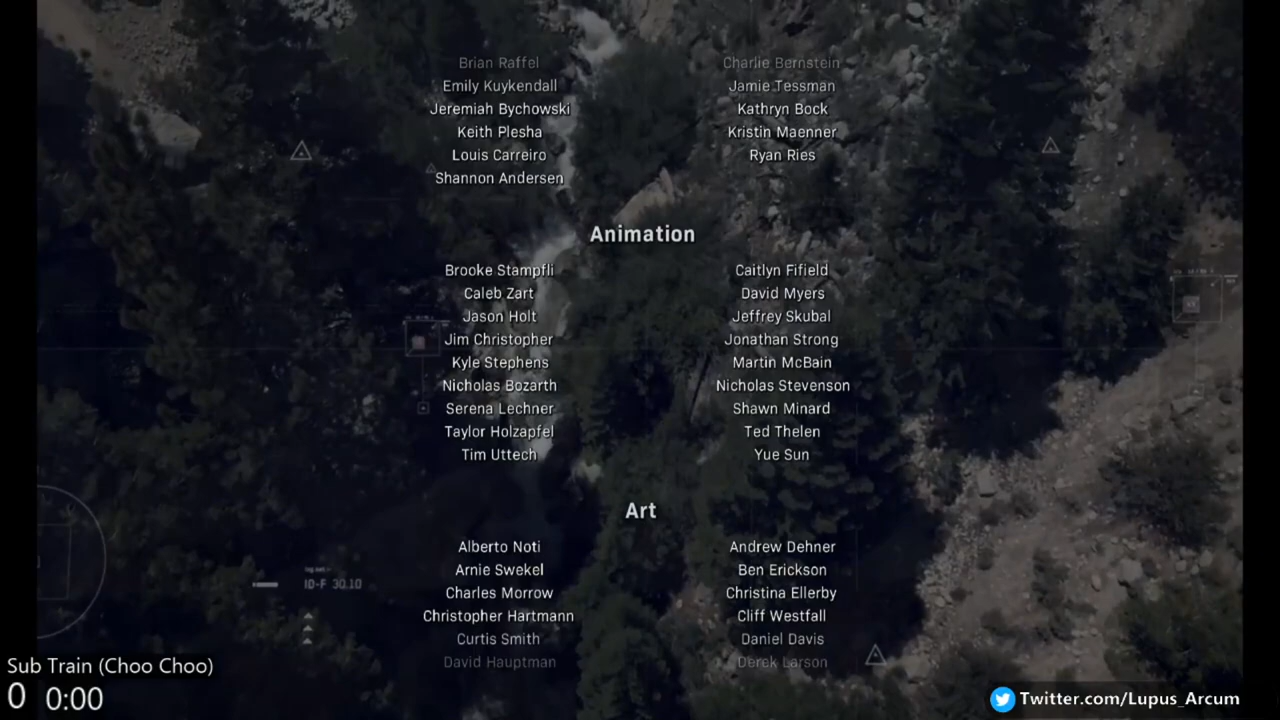 Brian Raffel Charlie Bernstein
Emily Kuykendall Jamie Tessman
Jeremiah Bychowski Kathryn Bock
Keith Plesha Kristin Maenner
Louis Carreiro Ryan Ries
Shannon Andersen
Animation
Brooke Stampfli Caitlyn Fifield
Caleb Zart David Myers
Jason Holt Jeffrey Skubal
Jim Christopher Jonathan Strong
Kyle Stephens Martin McBain
Nicholas Bozarth Nicholas Stevenson
Serena Lechner Shawn Minard
Taylor Holzapfel Ted Thelen
Tim Uttech Yue Sun
Art
Alberto Noti Andrew Dehner
Arnie Swekel Ben Erickson
Charles Morrow Christina Ellerby
Christopher Hartmann Cliff Westfall
Curtis Smith Daniel Davis
David Hauptman Derek Larson
ID-F 30.10
Sub Train (Choo Choo)
0 0:00
Twitter.com/Lupus_Arcum